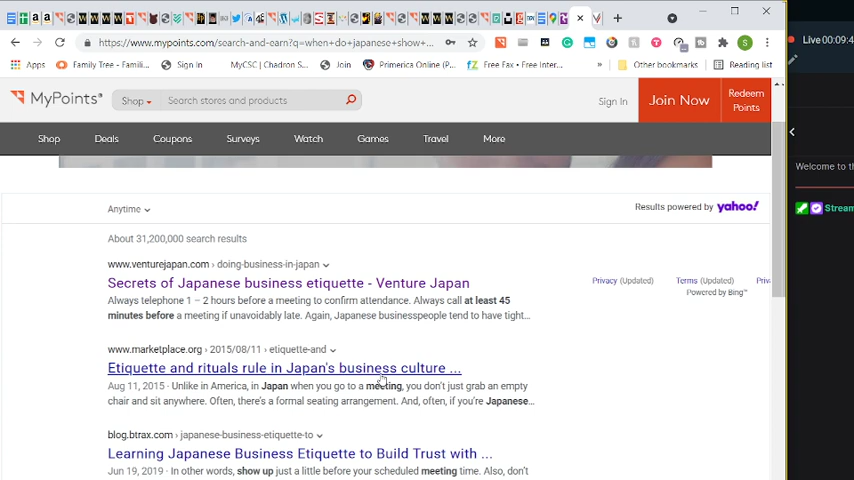 https://www.mypoints.com/search-and-earn?q=when+do+japanese+show...
Live 00:09:4
Apps
Family Tree - Famili...
Sign In
MyCSC | Chadron S...
Join
Primerica Online (P...
Free Fax • Free Inter...
»
Other bookmarks
Reading list
MyPoints®
Shop
Search stores and products
Sign In
Join Now
Redeem
Points
Shop
Deals
Coupons
Surveys
Watch
Games
Travel
More
Welcome to th
Stream
Anytime
Results powered by yahoo!
About 31,200,000 search results
www.venturejapan.com › doing-business-in-japan
Secrets of Japanese business etiquette - Venture Japan
Always telephone 1 – 2 hours before a meeting to confirm attendance. Always call at least 45
minutes before a meeting if unavoidably late. Again, Japanese businesspeople tend to have tight...
Privacy (Updated)
Terms (Updated)
Priv
Powered by Bing™
www.marketplace.org › 2015/08/11 › etiquette-and
Etiquette and rituals rule in Japan's business culture ...
Aug 11, 2015 · Unlike in America, in Japan when you go to a meeting, you don't just grab an empty
chair and sit anywhere. Often, there's a formal seating arrangement. And, often, if you're Japanese...
blog.btrax.com › japanese-business-etiquette-to
Learning Japanese Business Etiquette to Build Trust with ...
Jun 19, 2019 · In other words, show up just a little before your scheduled meeting time. Also, don't